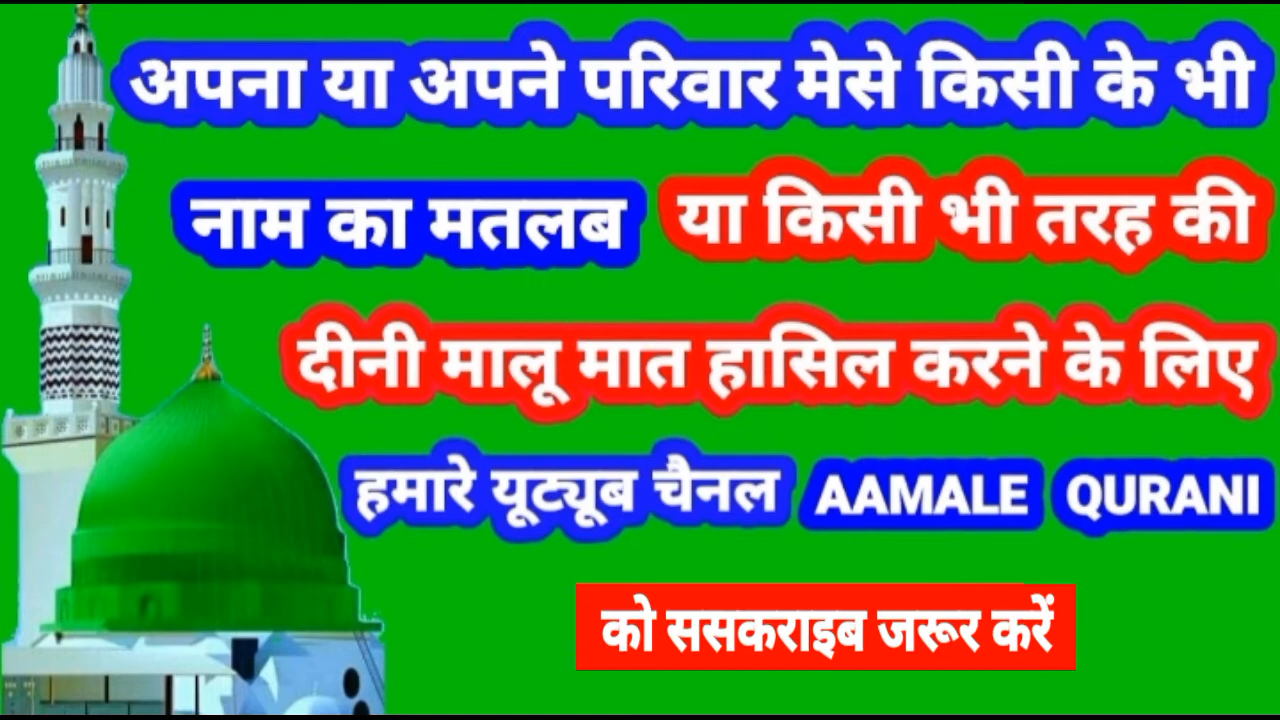 अपना या अपने परिवार मेसे किसी के भी
नाम का मतलब या किसी भी तरह की
दीनी मालू मात हासिल करने के लिए
हमारे यूट्यूब चैनल AAMALE QURANI
को ससकराइब जरूर करें